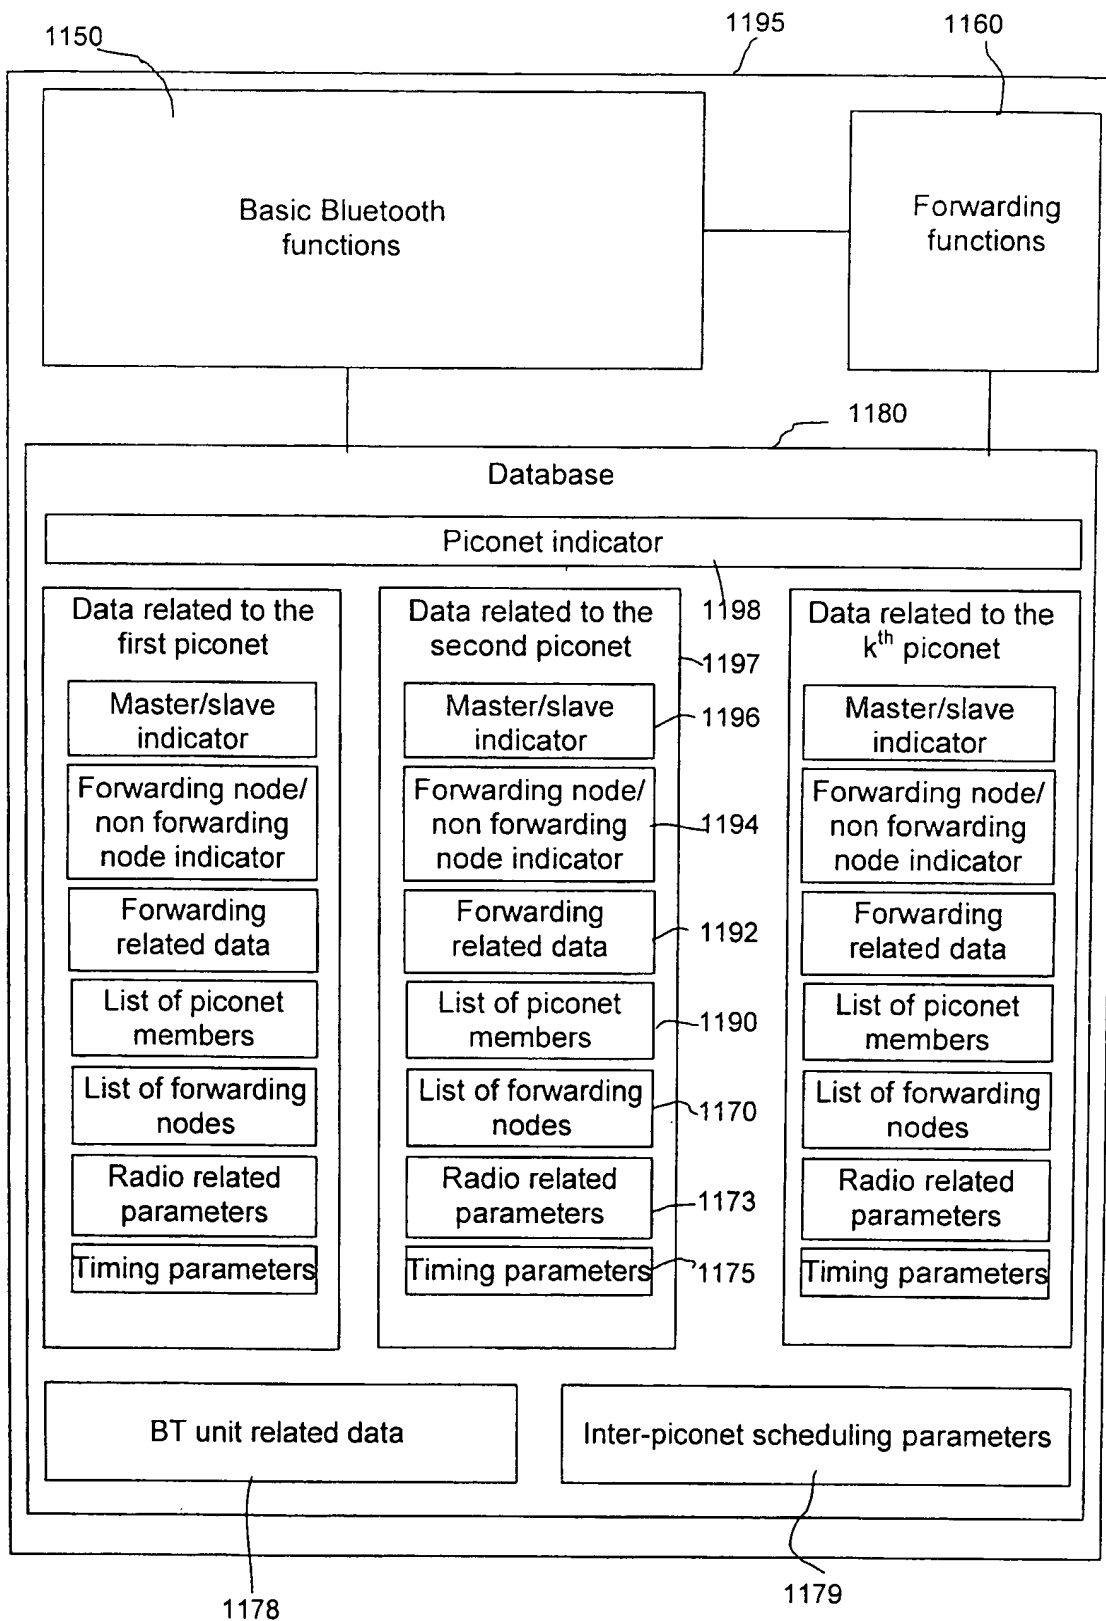 1150
1195
1160
Basic Bluetooth
functions
Forwarding
functions
1180
Database
Piconet indicator
1198
Data related to the
first piconet
Master/slave
indicator
Forwarding node/
non forwarding
node indicator
Forwarding
related data
List of piconet
members
List of forwarding
nodes
Radio related
parameters
Timing parameters
Data related to the
second piconet
Master/slave
indicator
Forwarding node/
non forwarding
node indicator
Forwarding
related data
List of piconet
members
List of forwarding
nodes
Radio related
parameters
Timing parameters
1197
1196
1194
1192
1190
1170
1173
1175
Data related to the
kth piconet
Master/slave
indicator
Forwarding node/
non forwarding
node indicator
Forwarding
related data
List of piconet
members
List of forwarding
nodes
Radio related
parameters
Timing parameters
BT unit related data
Inter-piconet scheduling parameters
1178
1179